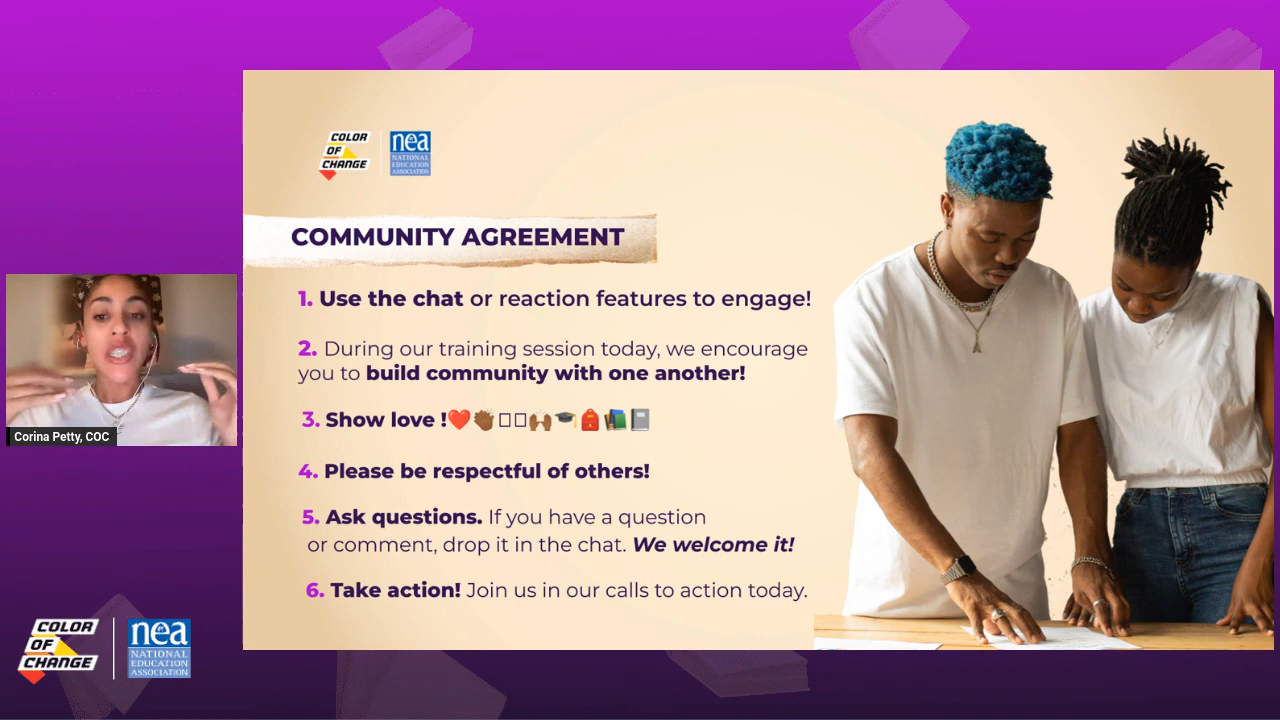 COLOR
OF
CHANGE
nea
NATIONAL
EDUCATION
ASSOCIATION
COMMUNITY AGREEMENT
1. Use the chat or reaction features to engage!
2. During our training session today, we encourage
you to build community with one another!
3. Show love !❤️👏🏾□□🙌🏾🎓🎒📚📓
4. Please be respectful of others!
5. Ask questions. If you have a question
or comment, drop it in the chat. We welcome it!
6. Take action! Join us in our calls to action today.
Corina Petty, COC
COLOR
OF
CHANGE
nea
NATIONAL
EDUCATION
ASSOCIATION